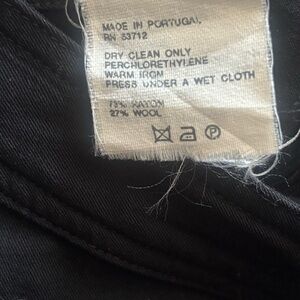 MADE IN PORTUGAL
RN 53712
DRY CLEAN ONLY
PERCHLORETHYLENE
WARM IRON
PRESS UNDER A WET CLOTH
73% RAYON
27% WOOL
P